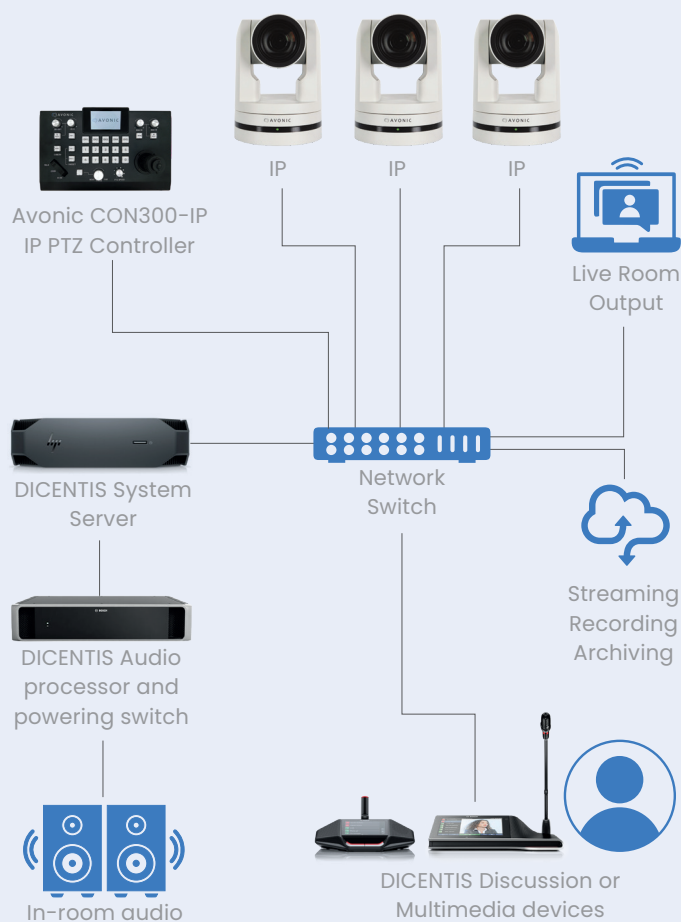 AVONIC
AVONIC
AVONIC
AVONIC
IP
IP
IP
Avonic CON300-IP
IP PTZ Controller
Live Room
Output
hp
DICENTIS System
Server
Network
Switch
Streaming
Recording
Archiving
BOSCH
DICENTIS Audio
processor and
powering switch
In-room audio
DICENTIS Discussion or
Multimedia devices